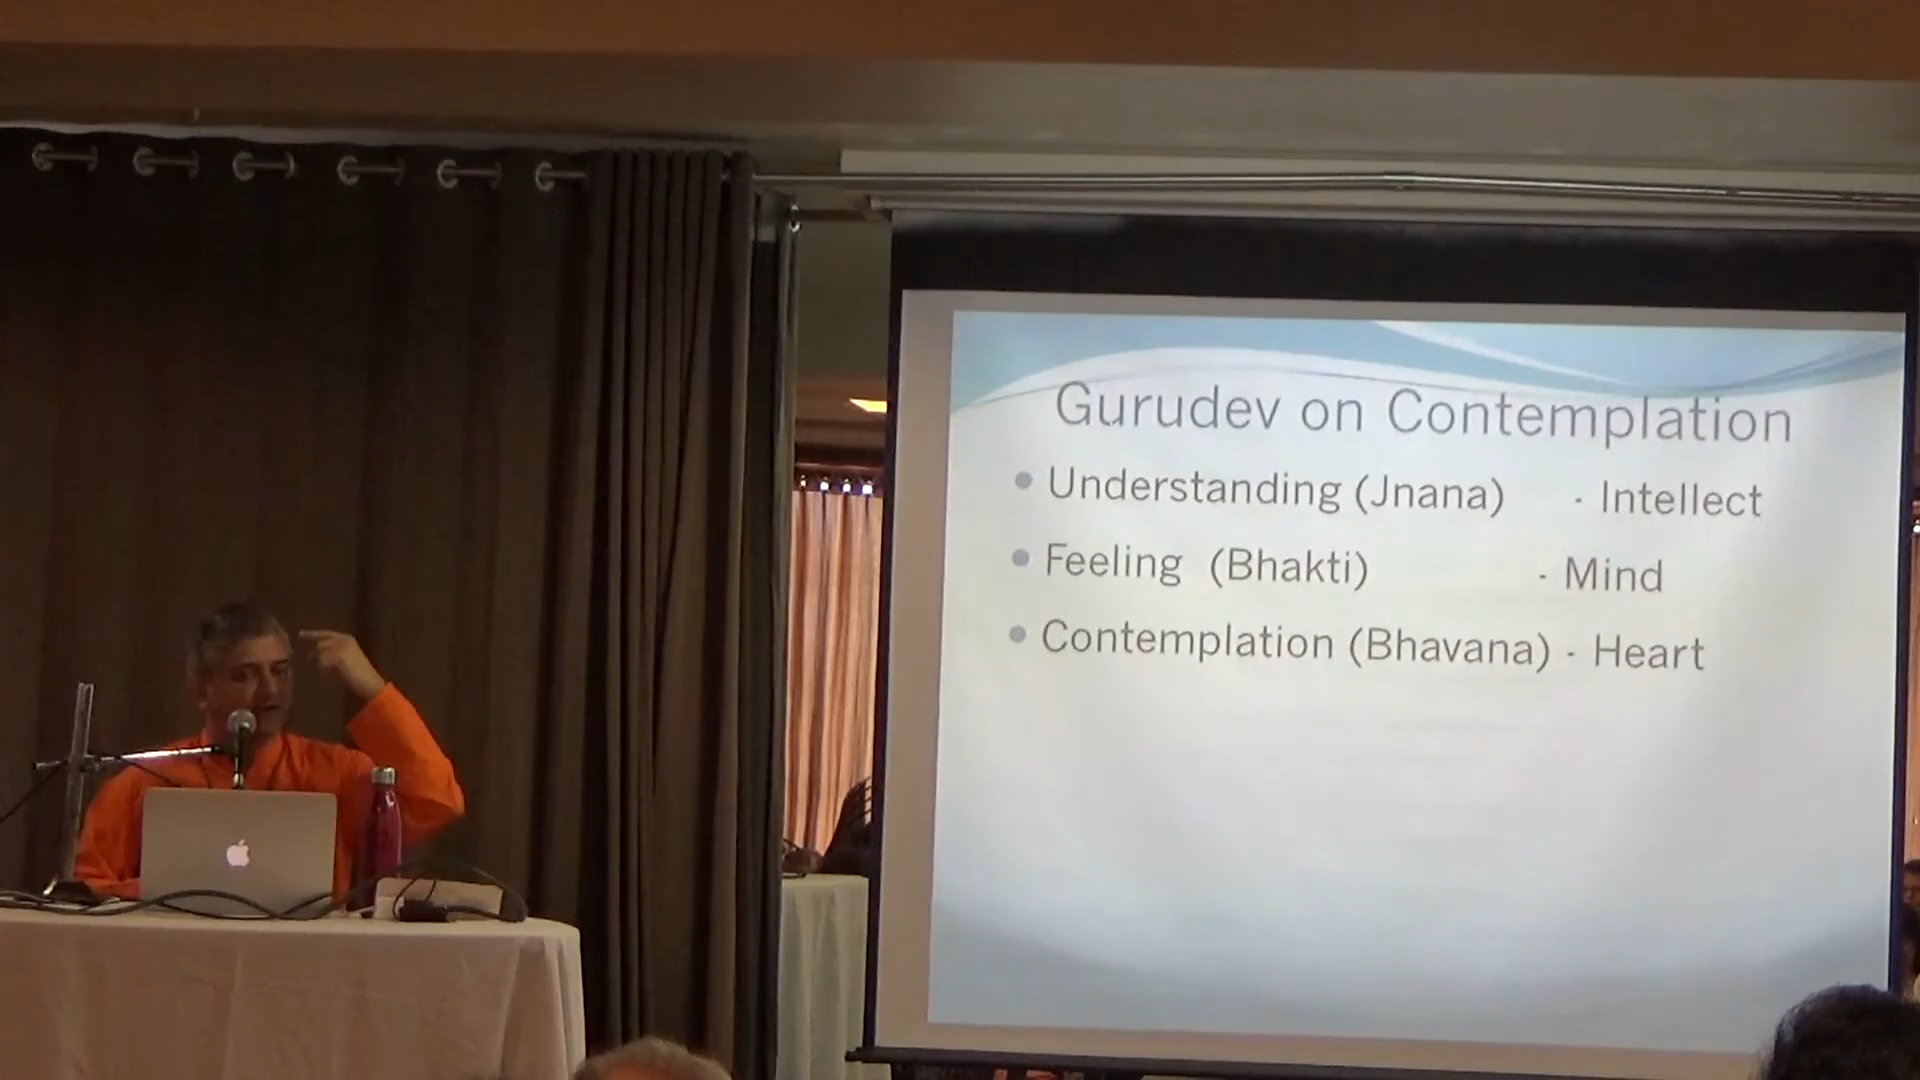 Gurudev on Contemplation
Understanding (Jnana) - Intellect
Feeling (Bhakti) - Mind
Contemplation (Bhavana) - Heart